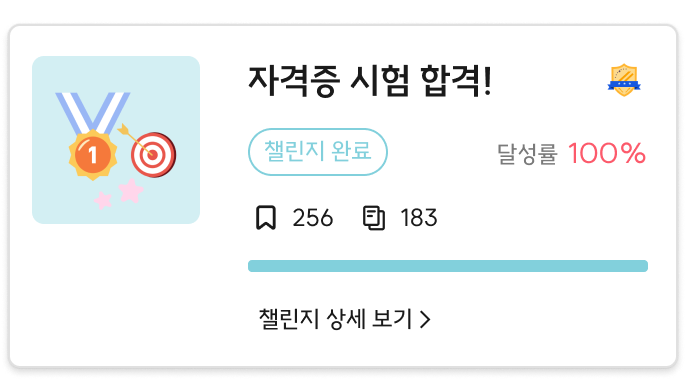 자격증 시험 합격!
1
챌린지 완료
달성률 100%
256 183
챌린지 상세 보기 >